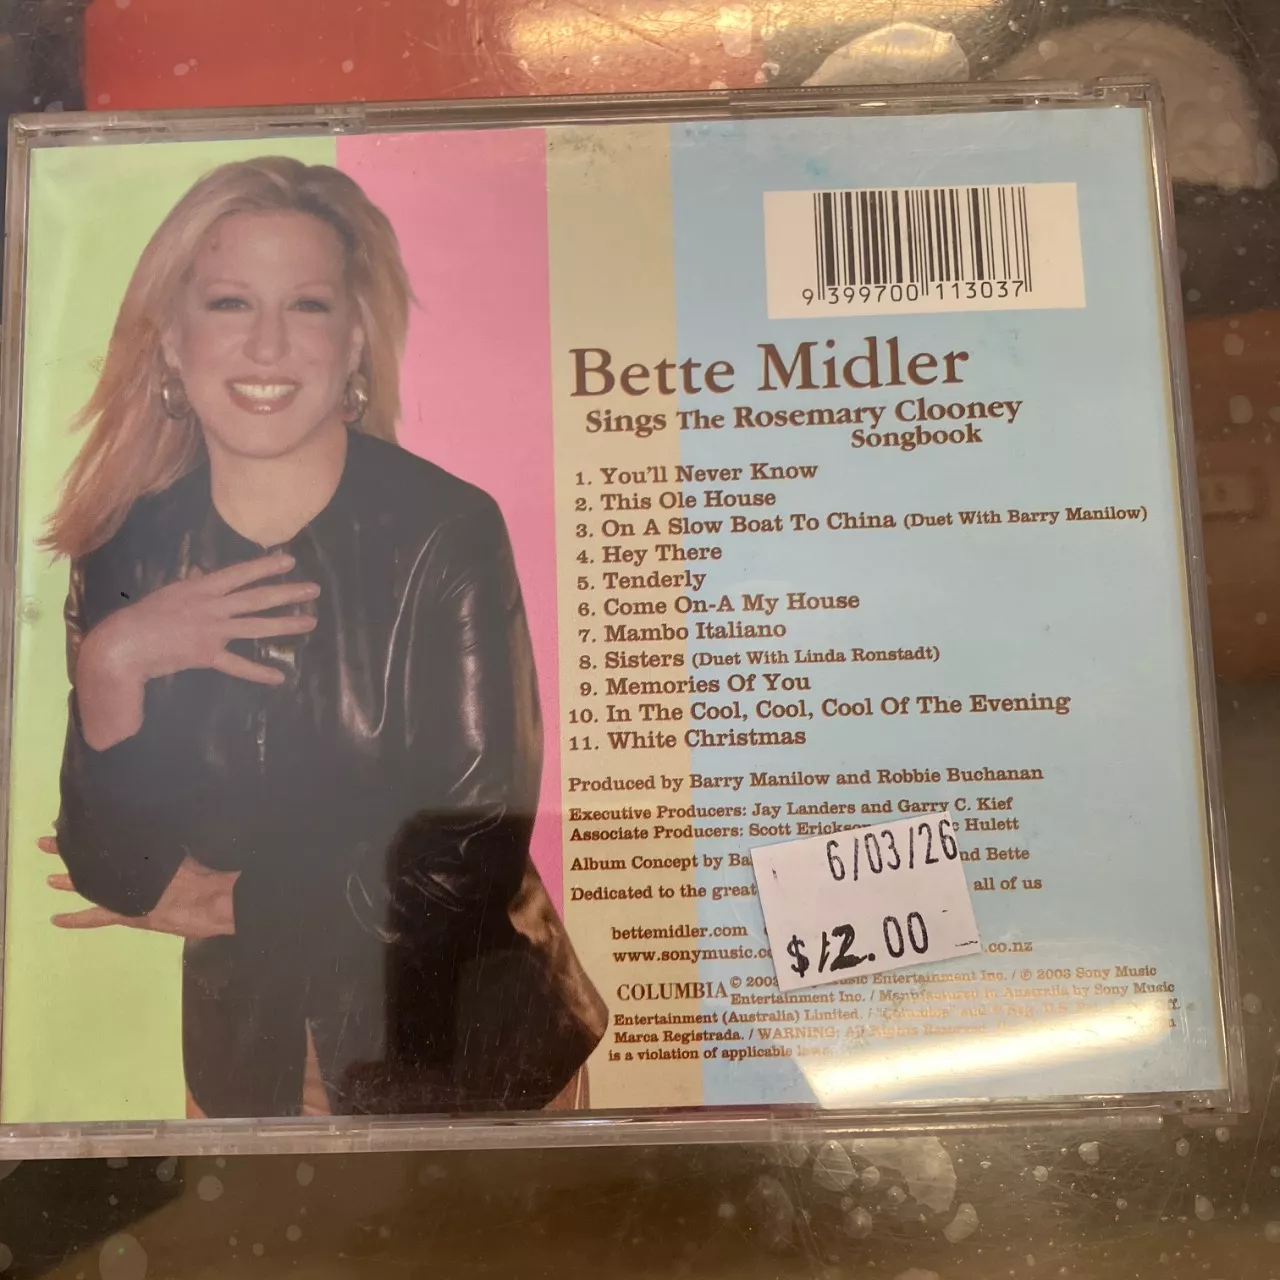 9 399700 113037
Bette Midler
Sings The Rosemary Clooney
Songbook
1. You'll Never Know
2. This Ole House
3. On A Slow Boat To China (Duet With Barry Manilow)
4. Hey There
5. Tenderly
6. Come On-A My House
7. Mambo Italiano
8. Sisters (Duet With Linda Ronstadt)
9. Memories Of You
10. In The Cool, Cool, Cool Of The Evening
11. White Christmas
Produced by Barry Manilow and Robbie Buchanan
Executive Producers: Jay Landers and Garry C. Kief
Associate Producers: Scott Hulett
Album Concept by nd Bette
Dedicated to the great all of us
6/03/26
$12.00
bettemidler.com
www.sonymusic.co .co.nz
COLUMBIA
© 2003 Entertainment Inc. / ℗ 2003 Sony Music
Entertainment Inc. / Manufactured in Australia by Sony Music
Entertainment (Australia) Limited. / "Columbia" and
Marca Registrada. / WARNING: All Rights Reserved.
is a violation of applicable laws.